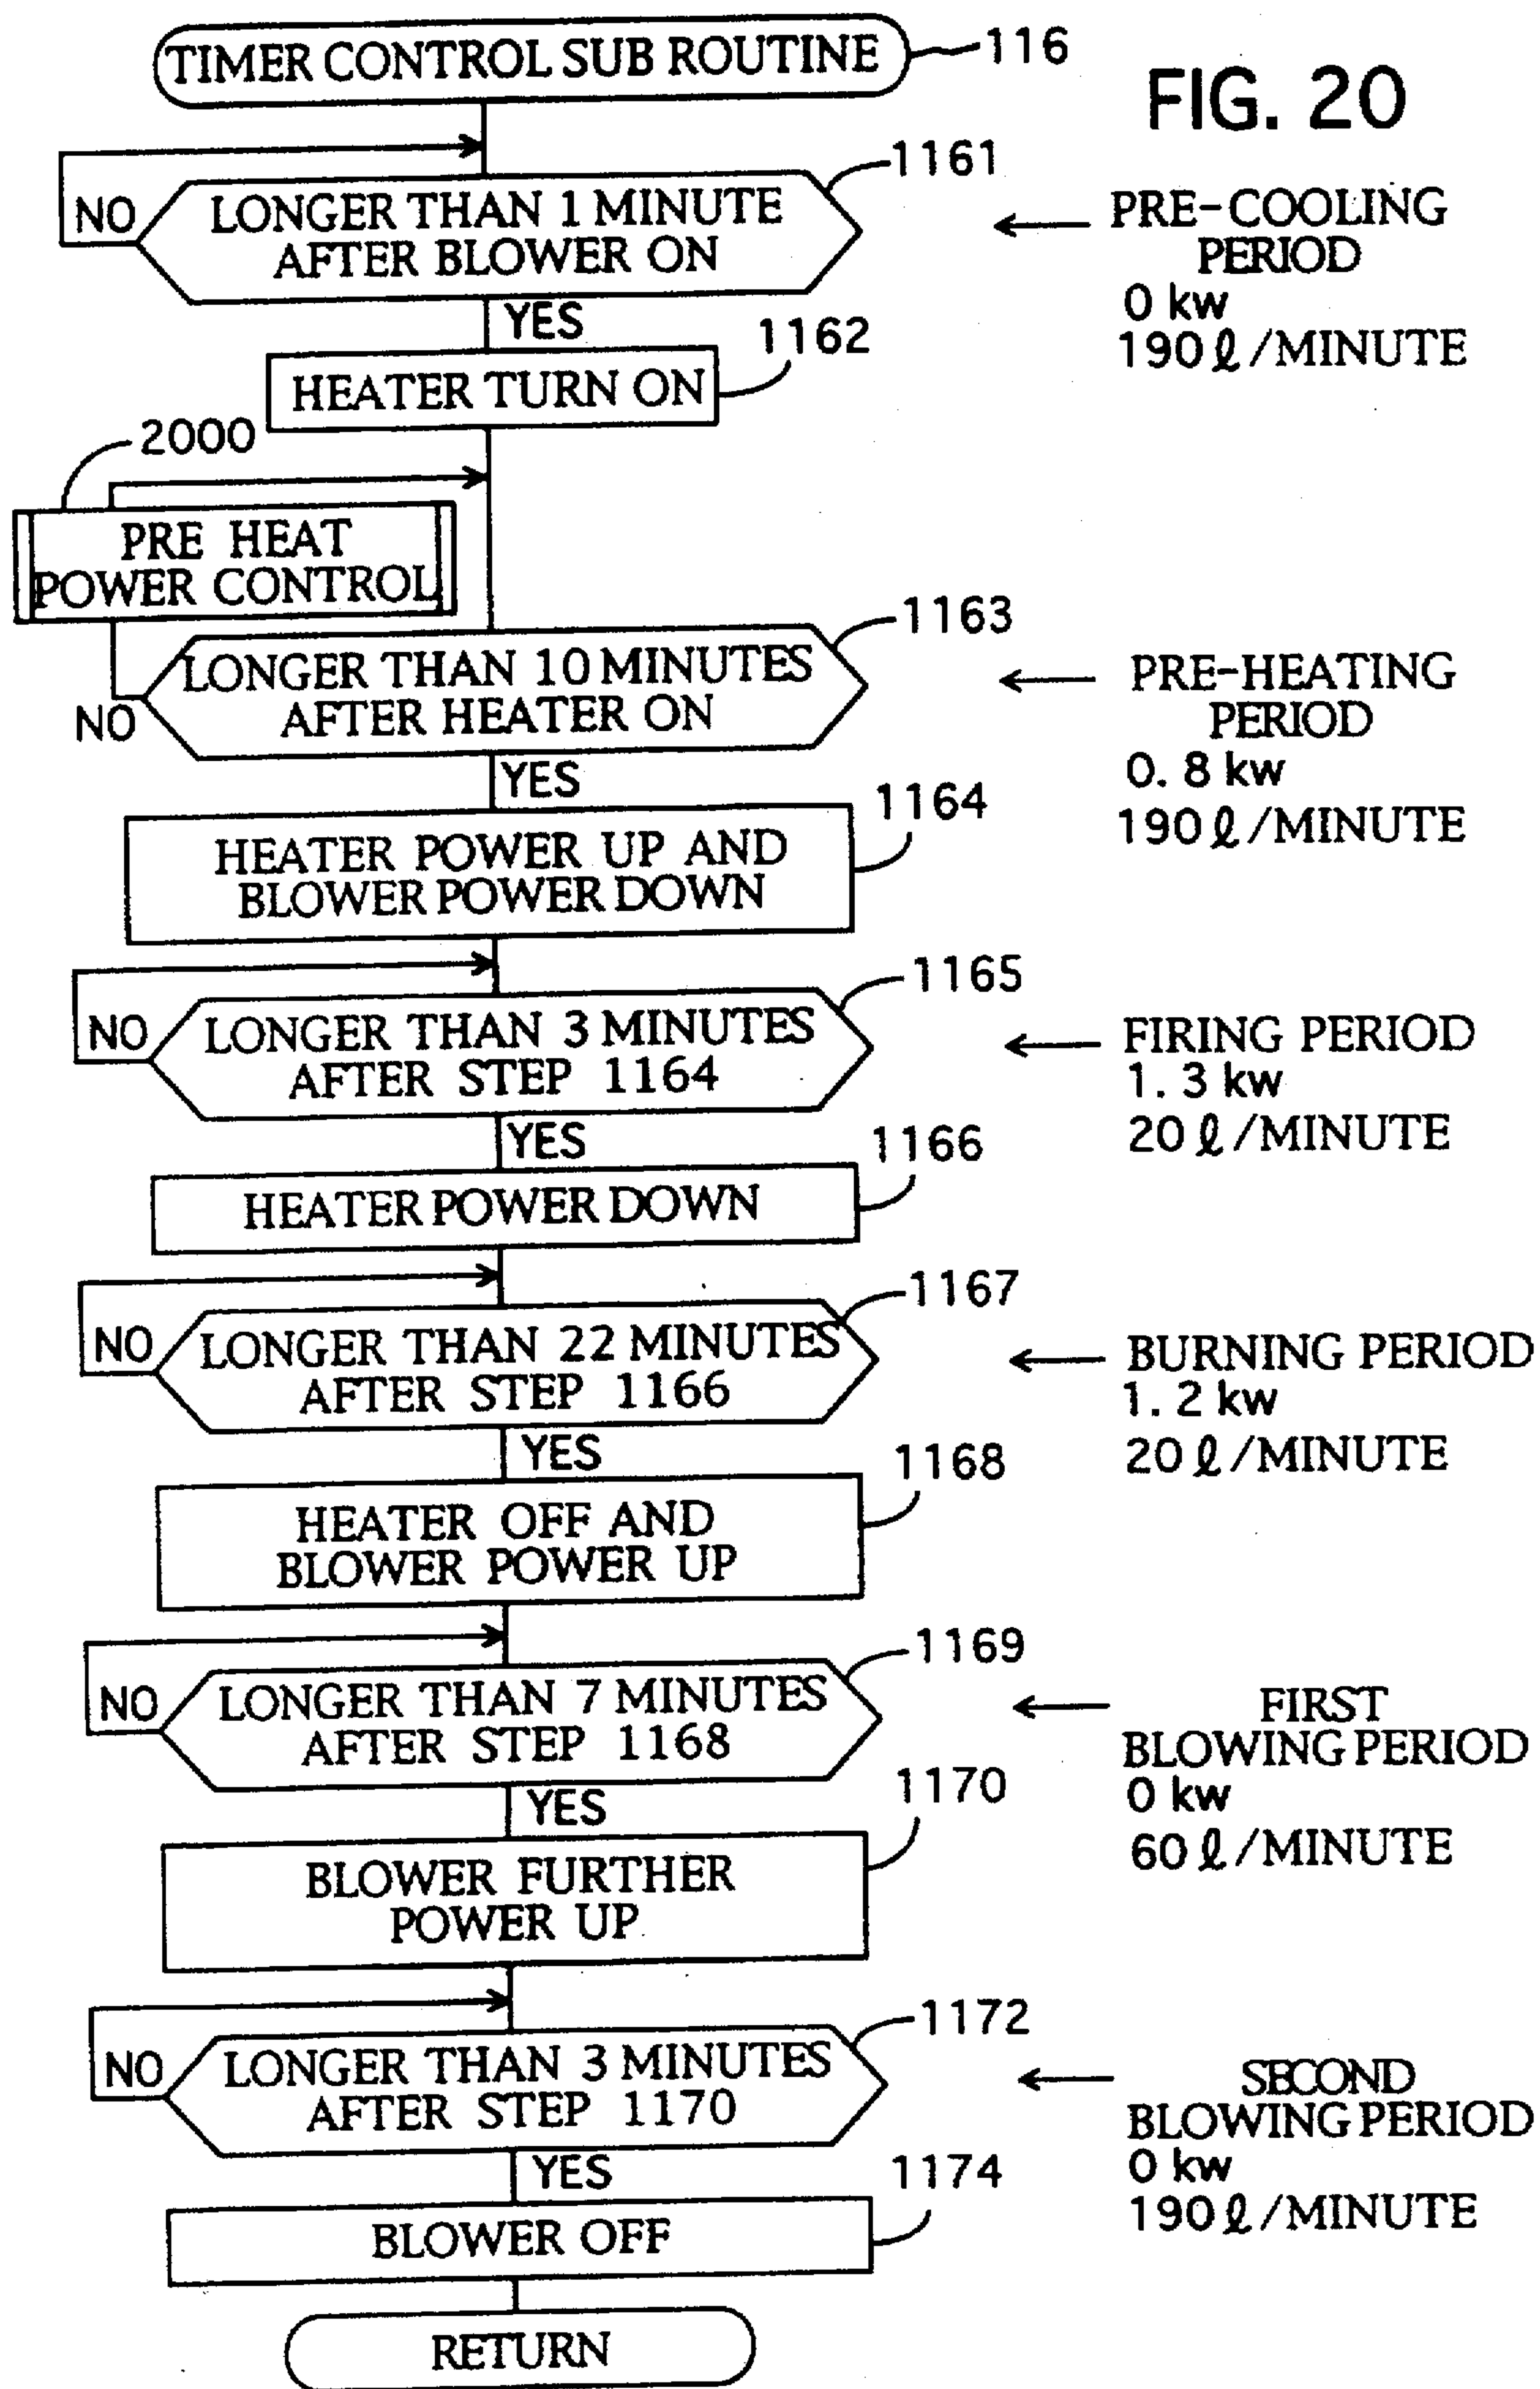 TIMER CONTROL SUB ROUTINE
116
FIG. 20
1161
NO
LONGER THAN 1 MINUTE
AFTER BLOWER ON
PRE-COOLING
PERIOD
0 kw
190 ℓ/MINUTE
YES
1162
HEATER TURN ON
2000
PRE HEAT
POWER CONTROL
1163
LONGER THAN 10 MINUTES
AFTER HEATER ON
NO
PRE-HEATING
PERIOD
0.8 kw
190 ℓ/MINUTE
YES
1164
HEATER POWER UP AND
BLOWER POWER DOWN
1165
NO
LONGER THAN 3 MINUTES
AFTER STEP 1164
FIRING PERIOD
1.3 kw
20 ℓ/MINUTE
YES
1166
HEATER POWER DOWN
1167
NO
LONGER THAN 22 MINUTES
AFTER STEP 1166
BURNING PERIOD
1.2 kw
20 ℓ/MINUTE
YES
1168
HEATER OFF AND
BLOWER POWER UP
1169
NO
LONGER THAN 7 MINUTES
AFTER STEP 1168
FIRST
BLOWING PERIOD
0 kw
60 ℓ/MINUTE
YES
1170
BLOWER FURTHER
POWER UP
1172
NO
LONGER THAN 3 MINUTES
AFTER STEP 1170
SECOND
BLOWING PERIOD
0 kw
190 ℓ/MINUTE
YES
1174
BLOWER OFF
RETURN